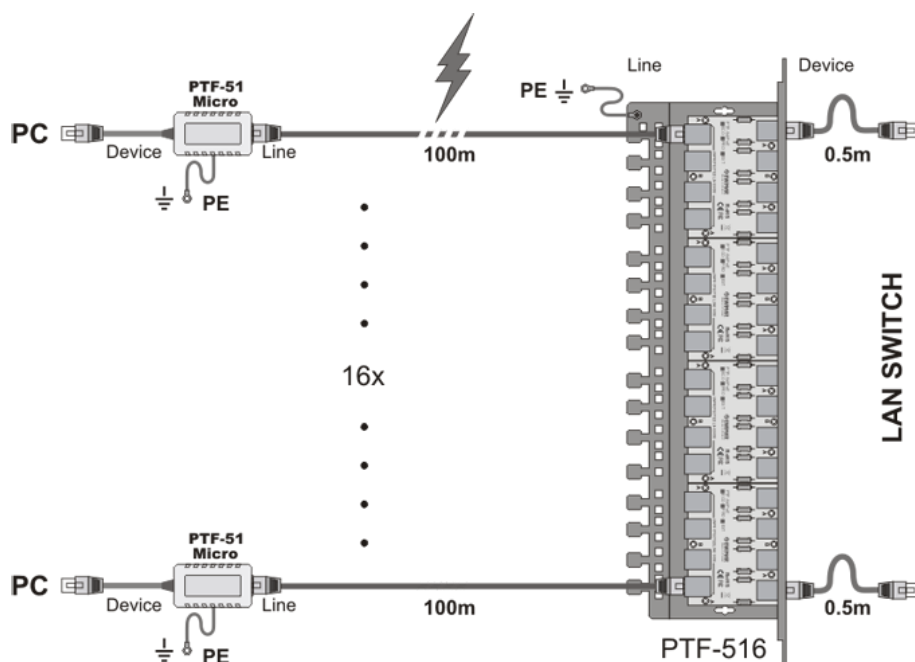 Line
Device
PTF-51
Micro
PE
PC
Device
Line
100m
0.5m
PE
16x
LAN SWITCH
PTF-51
Micro
PC
Device
Line
100m
0.5m
PE
PTF-516